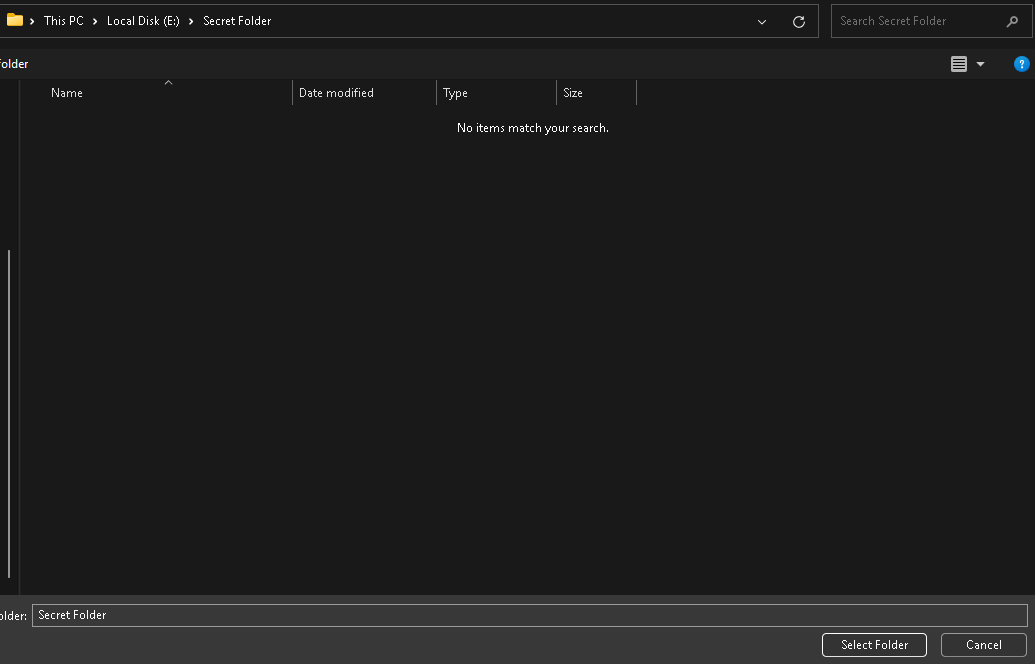 This PC > Local Disk (E:) > Secret Folder
Search Secret Folder
older
Name Date modified Type Size
No items match your search.
older: Secret Folder
Select Folder Cancel